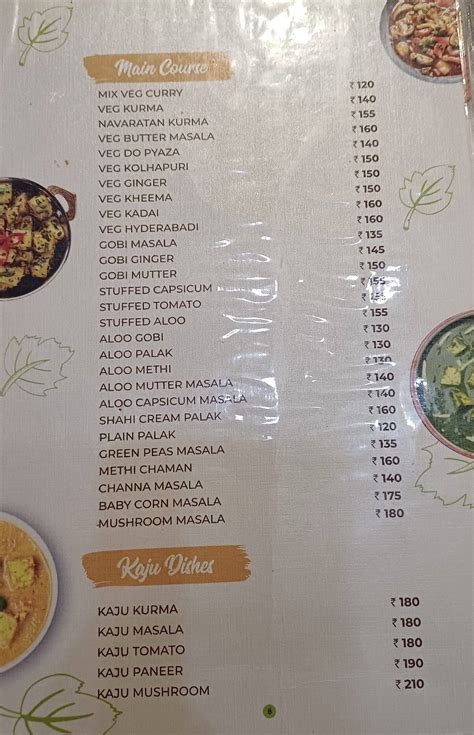 Main Course
MIX VEG CURRY ₹ 120
VEG KURMA ₹ 140
NAVARATAN KURMA ₹ 155
VEG BUTTER MASALA ₹ 160
VEG DO PYAZA ₹ 140
VEG KOLHAPURI ₹ 150
VEG GINGER ₹ 150
VEG KHEEMA ₹ 150
VEG KADAI ₹ 160
VEG HYDERABADI ₹ 160
GOBI MASALA ₹ 135
GOBI GINGER ₹ 145
GOBI MUTTER ₹ 150
STUFFED CAPSICUM ₹ 155
STUFFED TOMATO ₹ 155
STUFFED ALOO ₹ 155
ALOO GOBI ₹ 130
ALOO PALAK ₹ 130
ALOO METHI ₹ 130
ALOO MUTTER MASALA ₹ 140
ALOO CAPSICUM MASALA ₹ 140
SHAHI CREAM PALAK ₹ 160
PLAIN PALAK ₹ 120
GREEN PEAS MASALA ₹ 135
METHI CHAMAN ₹ 160
CHANNA MASALA ₹ 140
BABY CORN MASALA ₹ 175
MUSHROOM MASALA ₹ 180
Kaju Dishes
KAJU KURMA ₹ 180
KAJU MASALA ₹ 180
KAJU TOMATO ₹ 180
KAJU PANEER ₹ 190
KAJU MUSHROOM ₹ 210